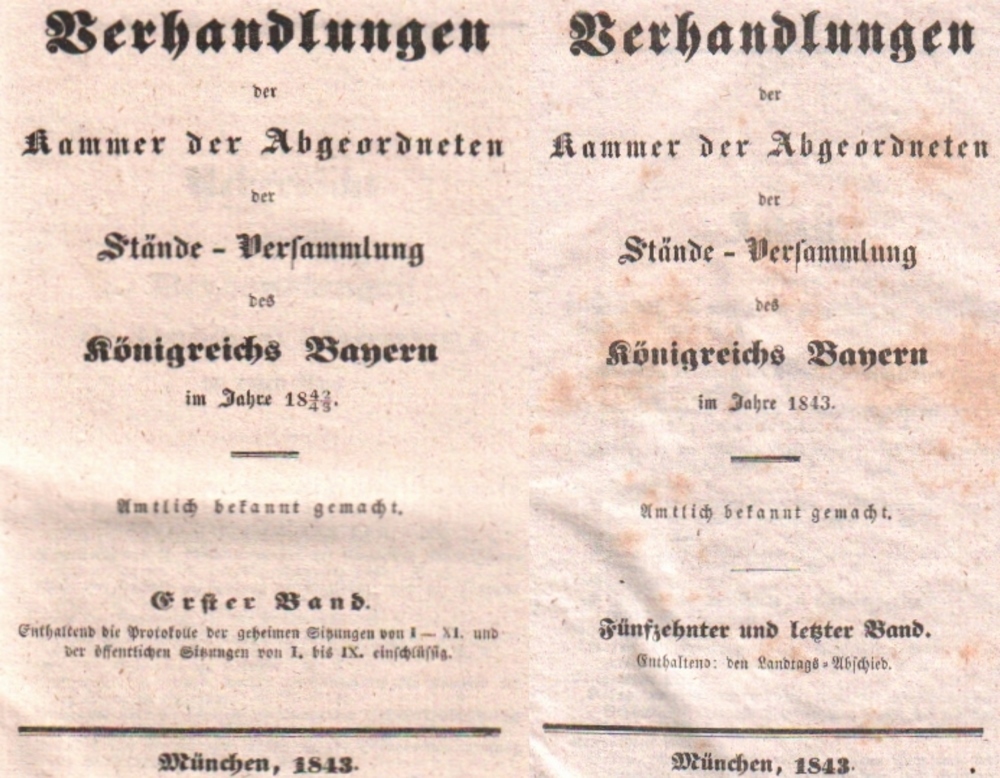 Verhandlungen
der
Kammer der Abgeordneten
der
Stände - Versammlung
des
Königreichs Bayern
im Jahre 18 42/43.
Amtlich bekannt gemacht.
Erster Band.
Enthaltend die Protokolle der geheimen Sitzungen von I — XI. und
der öffentlichen Sitzungen von I. bis IX. einschlüssig.
München, 1843.
Verhandlungen
der
Kammer der Abgeordneten
der
Stände - Versammlung
des
Königreichs Bayern
im Jahre 1843.
Amtlich bekannt gemacht.
Fünfzehnter und letzter Band.
Enthaltend: den Landtags-Abschied.
München, 1843.